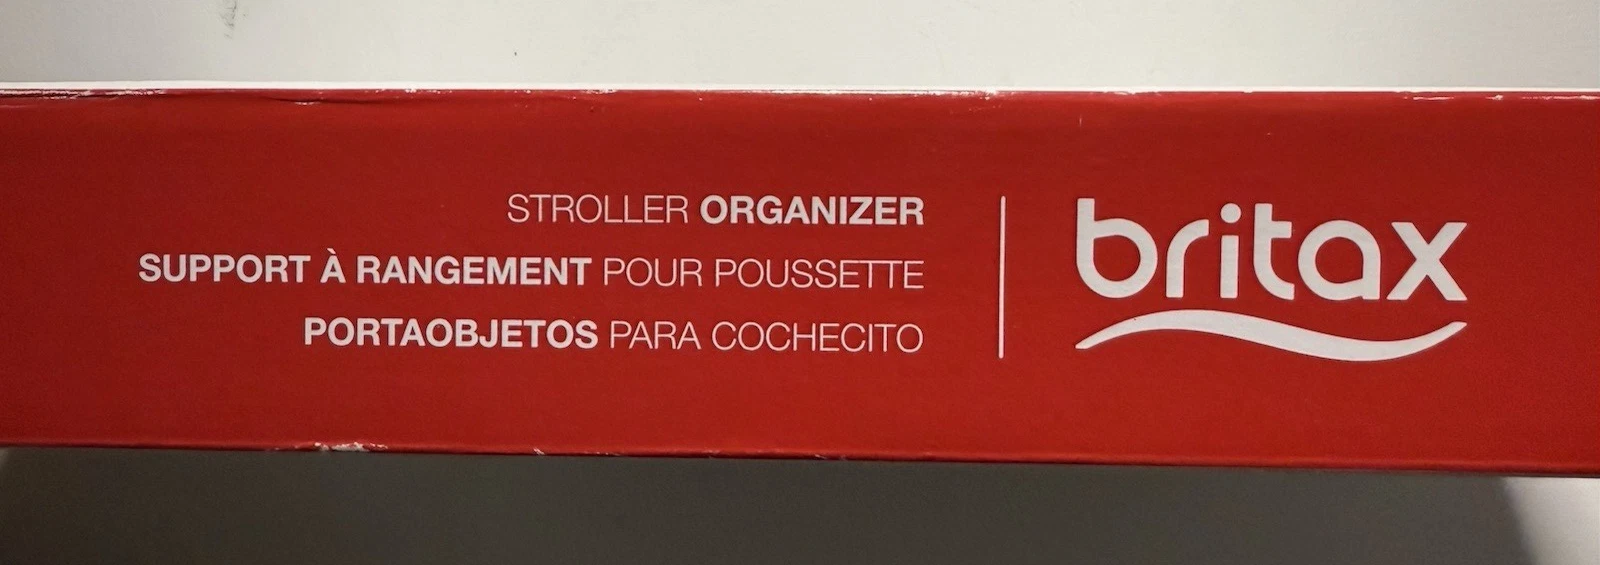 STROLLER ORGANIZER
SUPPORT À RANGEMENT POUR POUSSETTE
PORTAOBJETOS PARA COCHECITO
britax